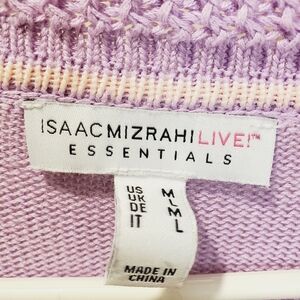 ISAACMIZRAHILIVE!™
ESSENTIALS
US M
UK L
DE M
IT L
MADE IN
CHINA